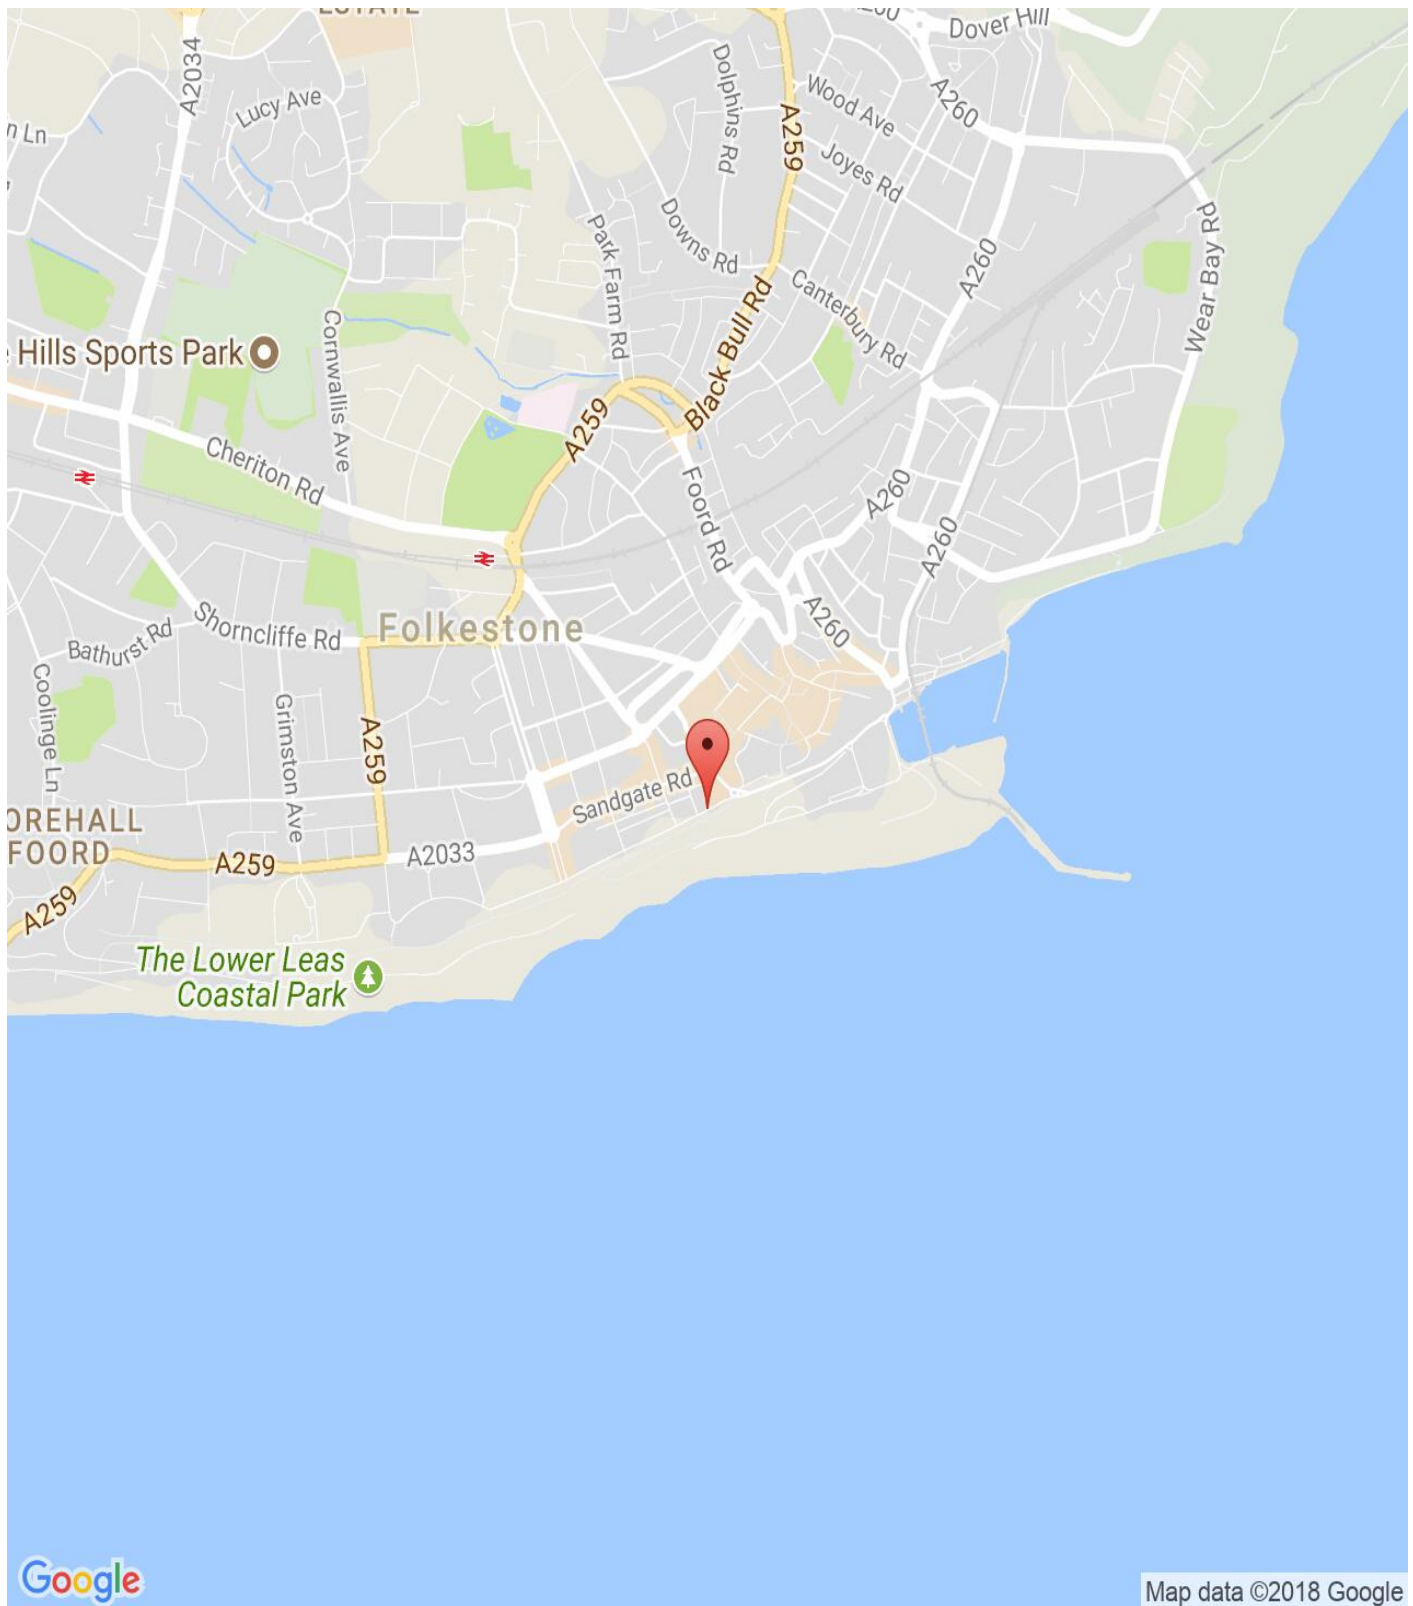 ESTATE
A2034
Lucy Ave
n Ln
Dover Hill
A260
Dolphins Rd
Wood Ave
A259
Joyes Rd
Park Farm Rd
Downs Rd
A260
Canterbury Rd
Wear Bay Rd
Hills Sports Park
Cornwallis Ave
Black Bull Rd
A259
Cheriton Rd
Foord Rd
A260
A260
Folkestone
Shorncliffe Rd
Bathurst Rd
A260
Coolinge Ln
Grimston Ave
A259
Sandgate Rd
OREHALL
FOORD
A259
A2033
A259
The Lower Leas
Coastal Park
Google
Map data ©2018 Google